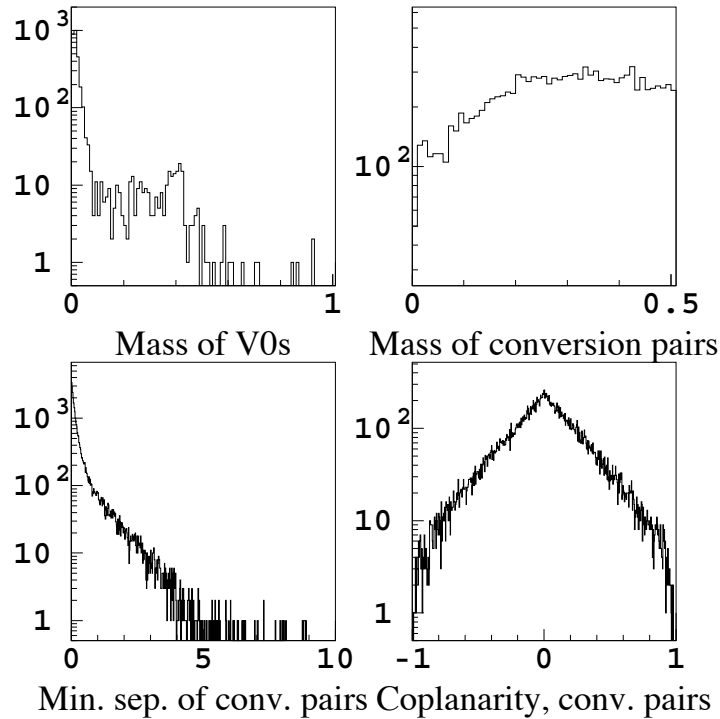 10^3
10^2
10
1
0 1
Mass of V0s
10^2
0 0.5
Mass of conversion pairs
10^3
10^2
10
1
0 5 10
Min. sep. of conv. pairs
10^2
10
1
-1 0 1
Coplanarity, conv. pairs